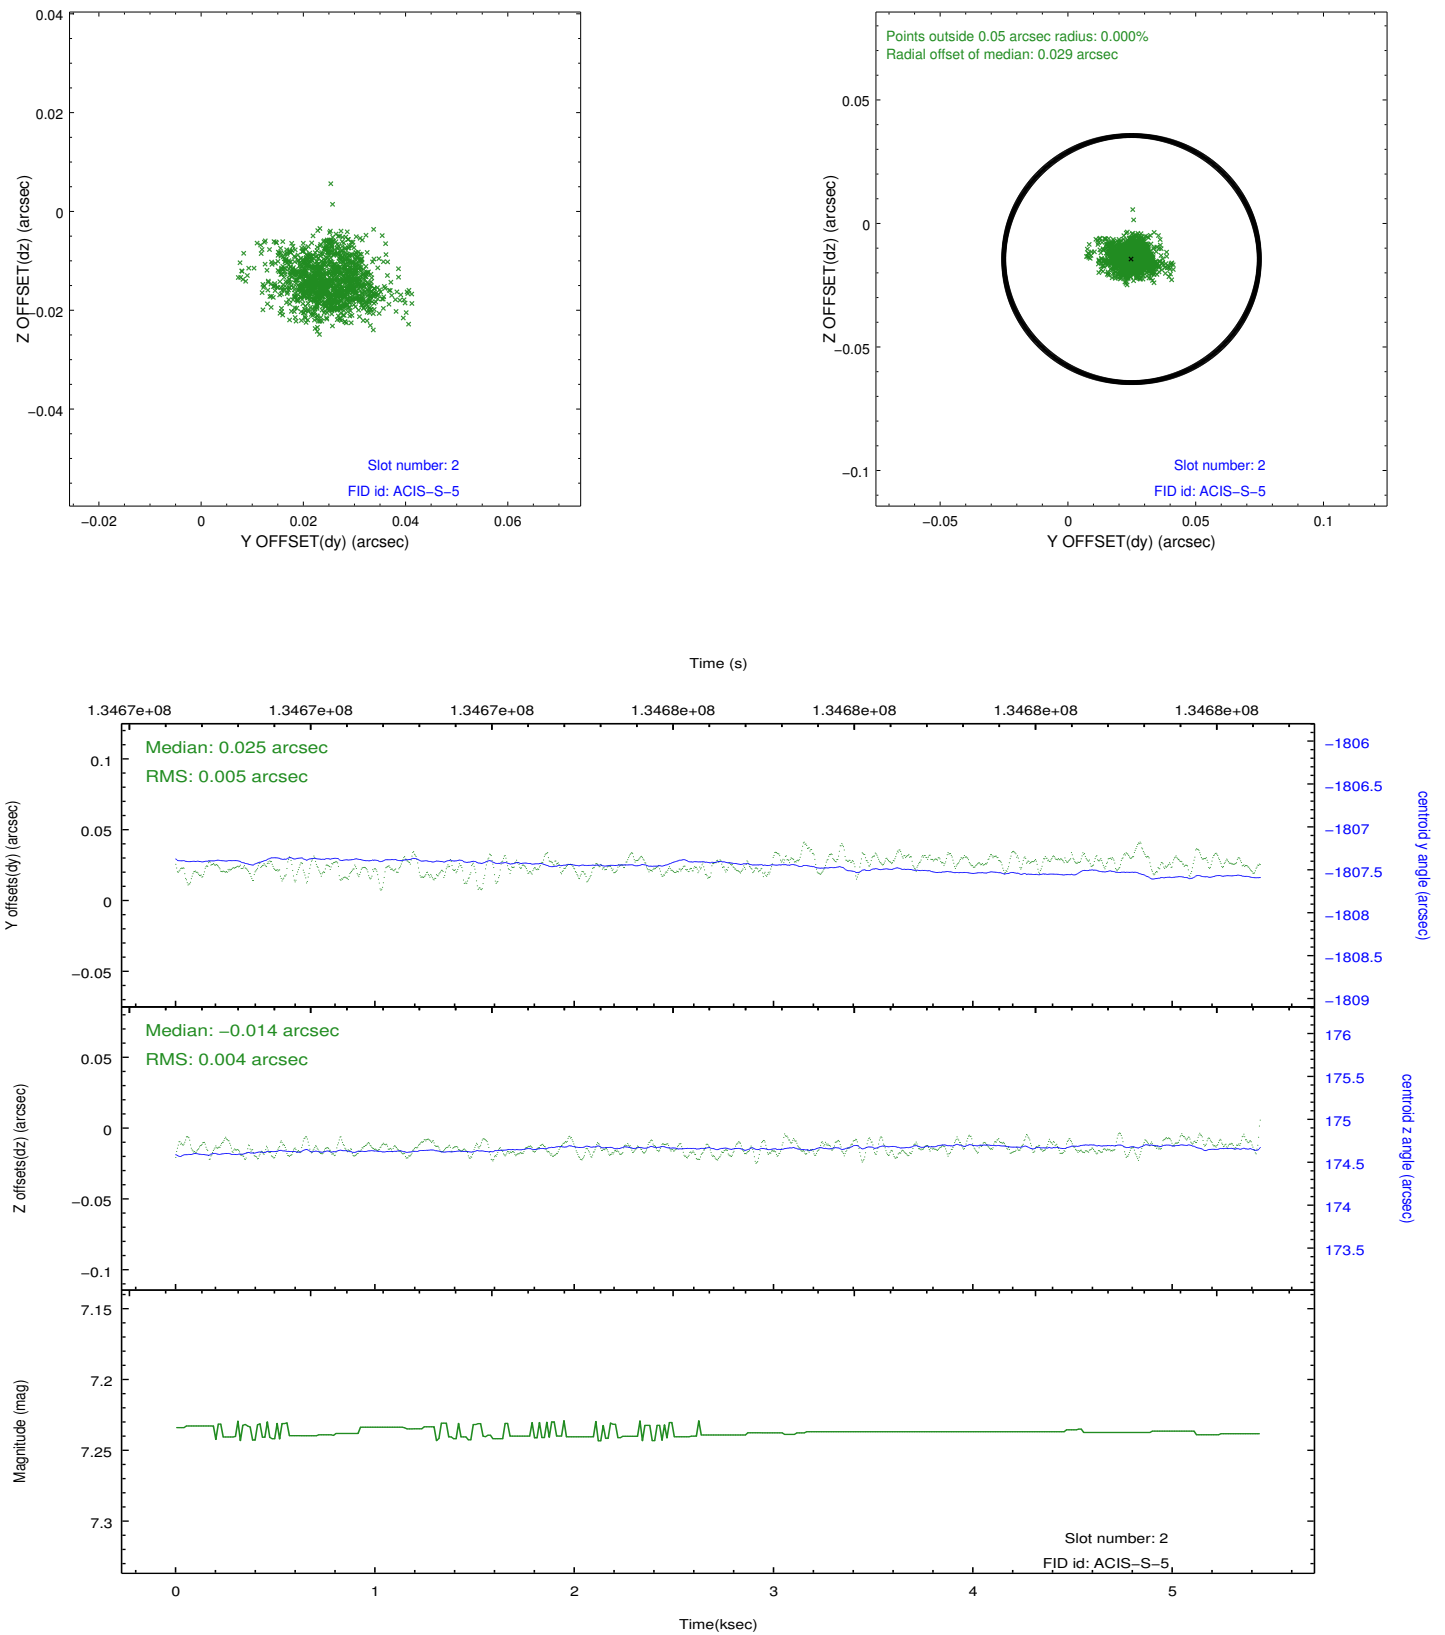 0.04
0.02
0
−0.02
−0.04
Z OFFSET(dz) (arcsec)
Slot number: 2
FID id: ACIS−S−5
−0.02 0 0.02 0.04 0.06
Y OFFSET(dy) (arcsec)
Points outside 0.05 arcsec radius: 0.000%
Radial offset of median: 0.029 arcsec
0.05
0
−0.05
−0.1
Z OFFSET(dz) (arcsec)
Slot number: 2
FID id: ACIS−S−5
−0.05 0 0.05 0.1
Y OFFSET(dy) (arcsec)
Time (s)
1.3467e+08 1.3467e+08 1.3467e+08 1.3468e+08 1.3468e+08 1.3468e+08 1.3468e+08
Median: 0.025 arcsec
RMS: 0.005 arcsec
0.1
0.05
0
−0.05
Y offsets(dy) (arcsec)
−1806
−1806.5
−1807
−1807.5
−1808
−1808.5
−1809
centroid y angle (arcsec)
Median: −0.014 arcsec
RMS: 0.004 arcsec
0.05
0
−0.05
−0.1
Z offsets(dz) (arcsec)
176
175.5
175
174.5
174
173.5
centroid z angle (arcsec)
7.15
7.2
7.25
7.3
Magnitude (mag)
Slot number: 2
FID id: ACIS−S−5
0 1 2 3 4 5
Time(ksec)